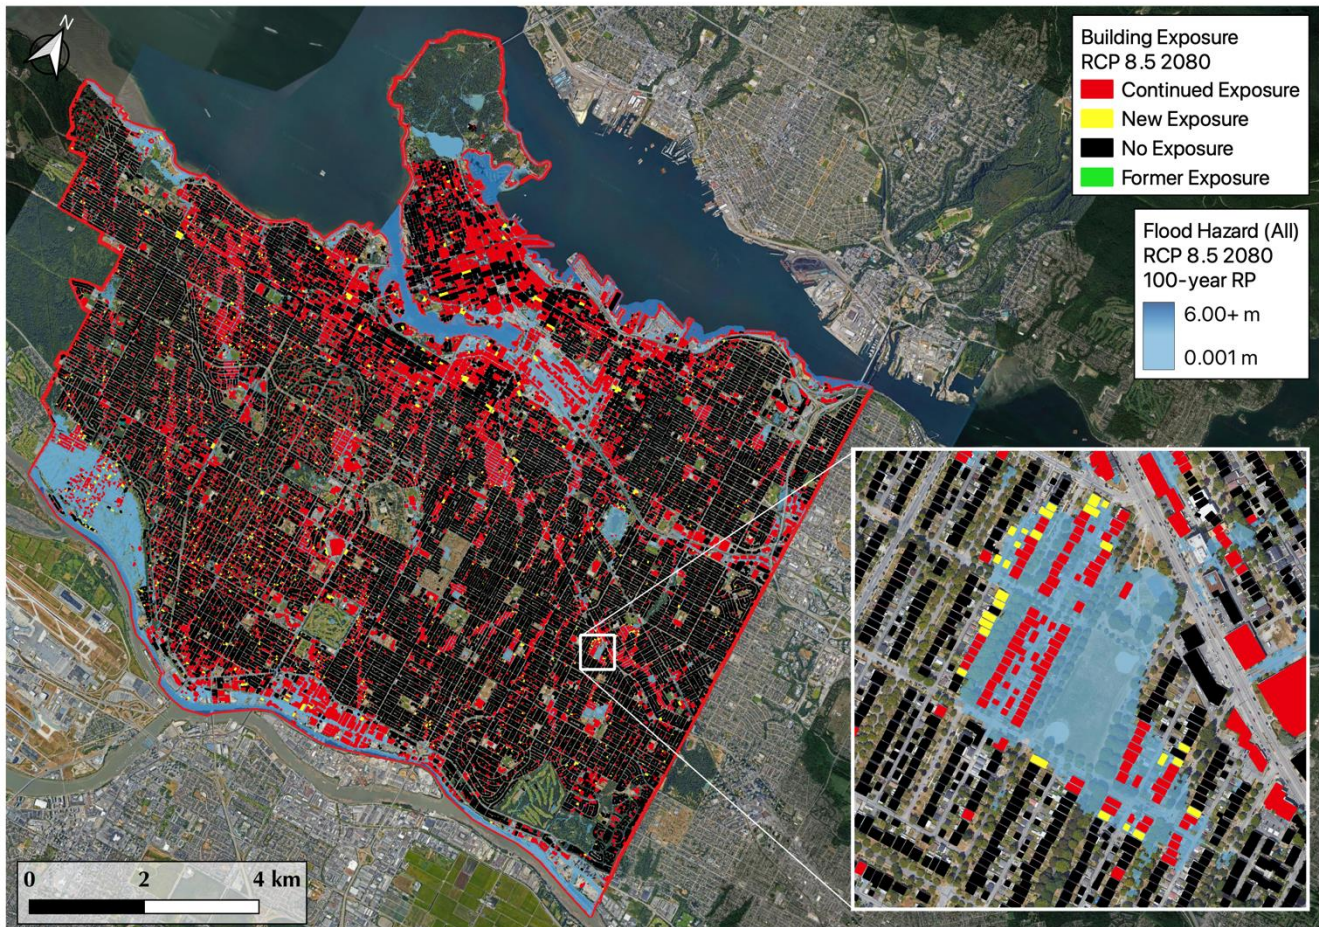 N
Building Exposure
RCP 8.5 2080
Continued Exposure
New Exposure
No Exposure
Former Exposure
Flood Hazard (All)
RCP 8.5 2080
100-year RP
6.00+ m
0.001 m
0 2 4 km